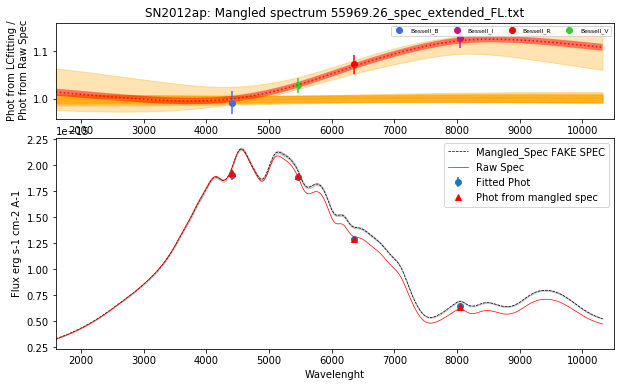 SN2012ap: Mangled spectrum 55969.26_spec_extended_FL.txt
Phot from LCfitting /
Phot from Raw Spec
Bessell_B Bessell_I Bessell_R Bessell_V
1.1
1.0
2000 3000 4000 5000 6000 7000 8000 9000 10000
Flux erg s-1 cm-2 A-1
2.25
2.00
1.75
1.50
1.25
1.00
0.75
0.50
0.25
Mangled_Spec FAKE SPEC
Raw Spec
Fitted Phot
Phot from mangled spec
2000 3000 4000 5000 6000 7000 8000 9000 10000
Wavelenght